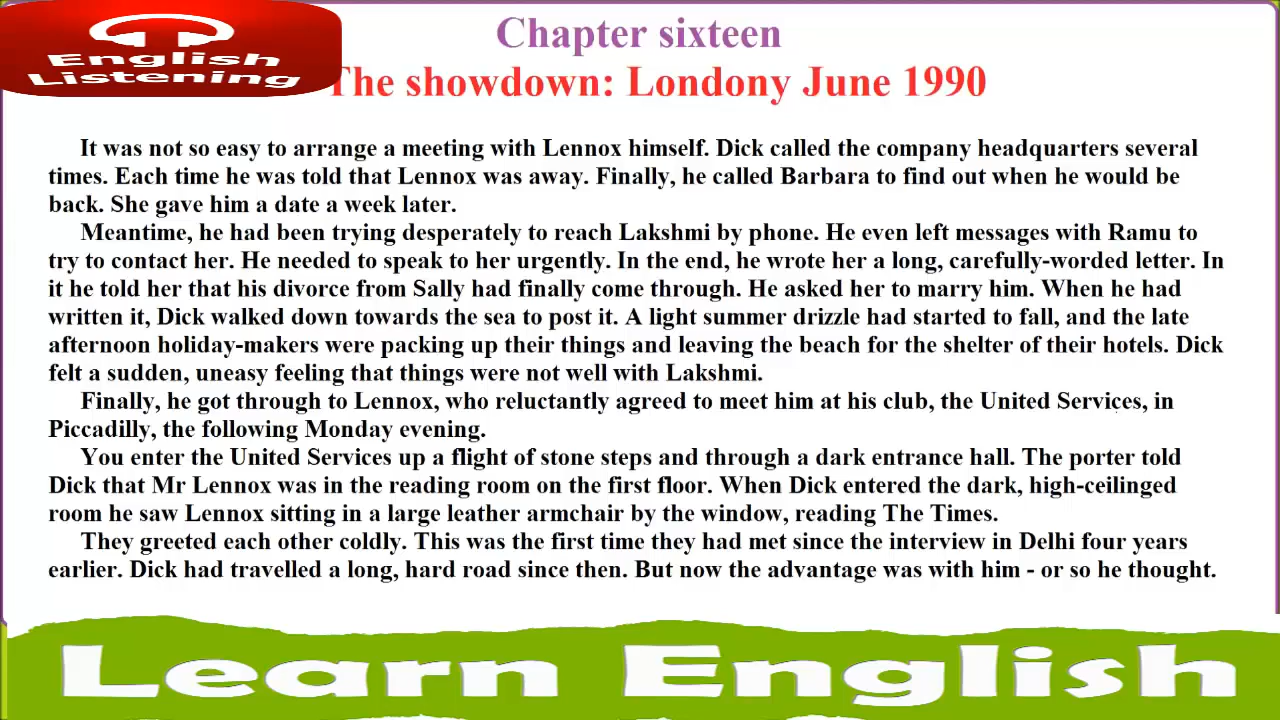 English
Listening
Chapter sixteen
The showdown: Londony June 1990
It was not so easy to arrange a meeting with Lennox himself. Dick called the company headquarters several
times. Each time he was told that Lennox was away. Finally, he called Barbara to find out when he would be
back. She gave him a date a week later.
Meantime, he had been trying desperately to reach Lakshmi by phone. He even left messages with Ramu to
try to contact her. He needed to speak to her urgently. In the end, he wrote her a long, carefully-worded letter. In
it he told her that his divorce from Sally had finally come through. He asked her to marry him. When he had
written it, Dick walked down towards the sea to post it. A light summer drizzle had started to fall, and the late
afternoon holiday-makers were packing up their things and leaving the beach for the shelter of their hotels. Dick
felt a sudden, uneasy feeling that things were not well with Lakshmi.
Finally, he got through to Lennox, who reluctantly agreed to meet him at his club, the United Services, in
Piccadilly, the following Monday evening.
You enter the United Services up a flight of stone steps and through a dark entrance hall. The porter told
Dick that Mr Lennox was in the reading room on the first floor. When Dick entered the dark, high-ceilinged
room he saw Lennox sitting in a large leather armchair by the window, reading The Times.
They greeted each other coldly. This was the first time they had met since the interview in Delhi four years
earlier. Dick had travelled a long, hard road since then. But now the advantage was with him - or so he thought.
Learn English